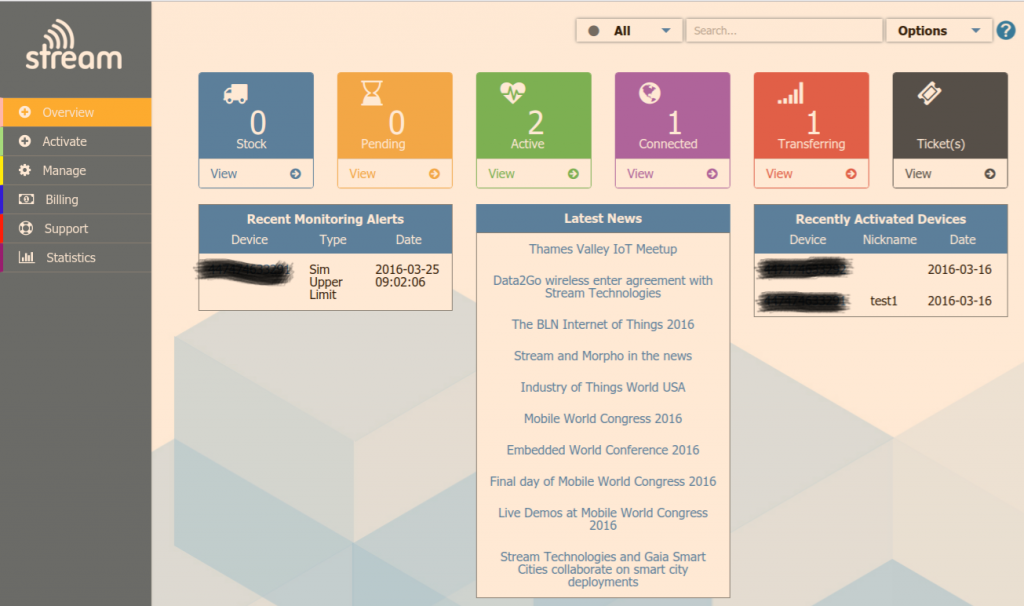 stream
All
Search...
Options
?
Overview
Activate
Manage
Billing
Support
Statistics
0
Stock
View
0
Pending
View
2
Active
View
1
Connected
View
1
Transferring
View
Ticket(s)
View
Recent Monitoring Alerts
Device Type Date
Sim 2016-03-25
Upper 09:02:06
Limit
Latest News
Thames Valley IoT Meetup
Data2Go wireless enter agreement with
Stream Technologies
The BLN Internet of Things 2016
Stream and Morpho in the news
Industry of Things World USA
Mobile World Congress 2016
Embedded World Conference 2016
Final day of Mobile World Congress 2016
Live Demos at Mobile World Congress
2016
Stream Technologies and Gaia Smart
Cities collaborate on smart city
deployments
Recently Activated Devices
Device Nickname Date
2016-03-16
test1 2016-03-16